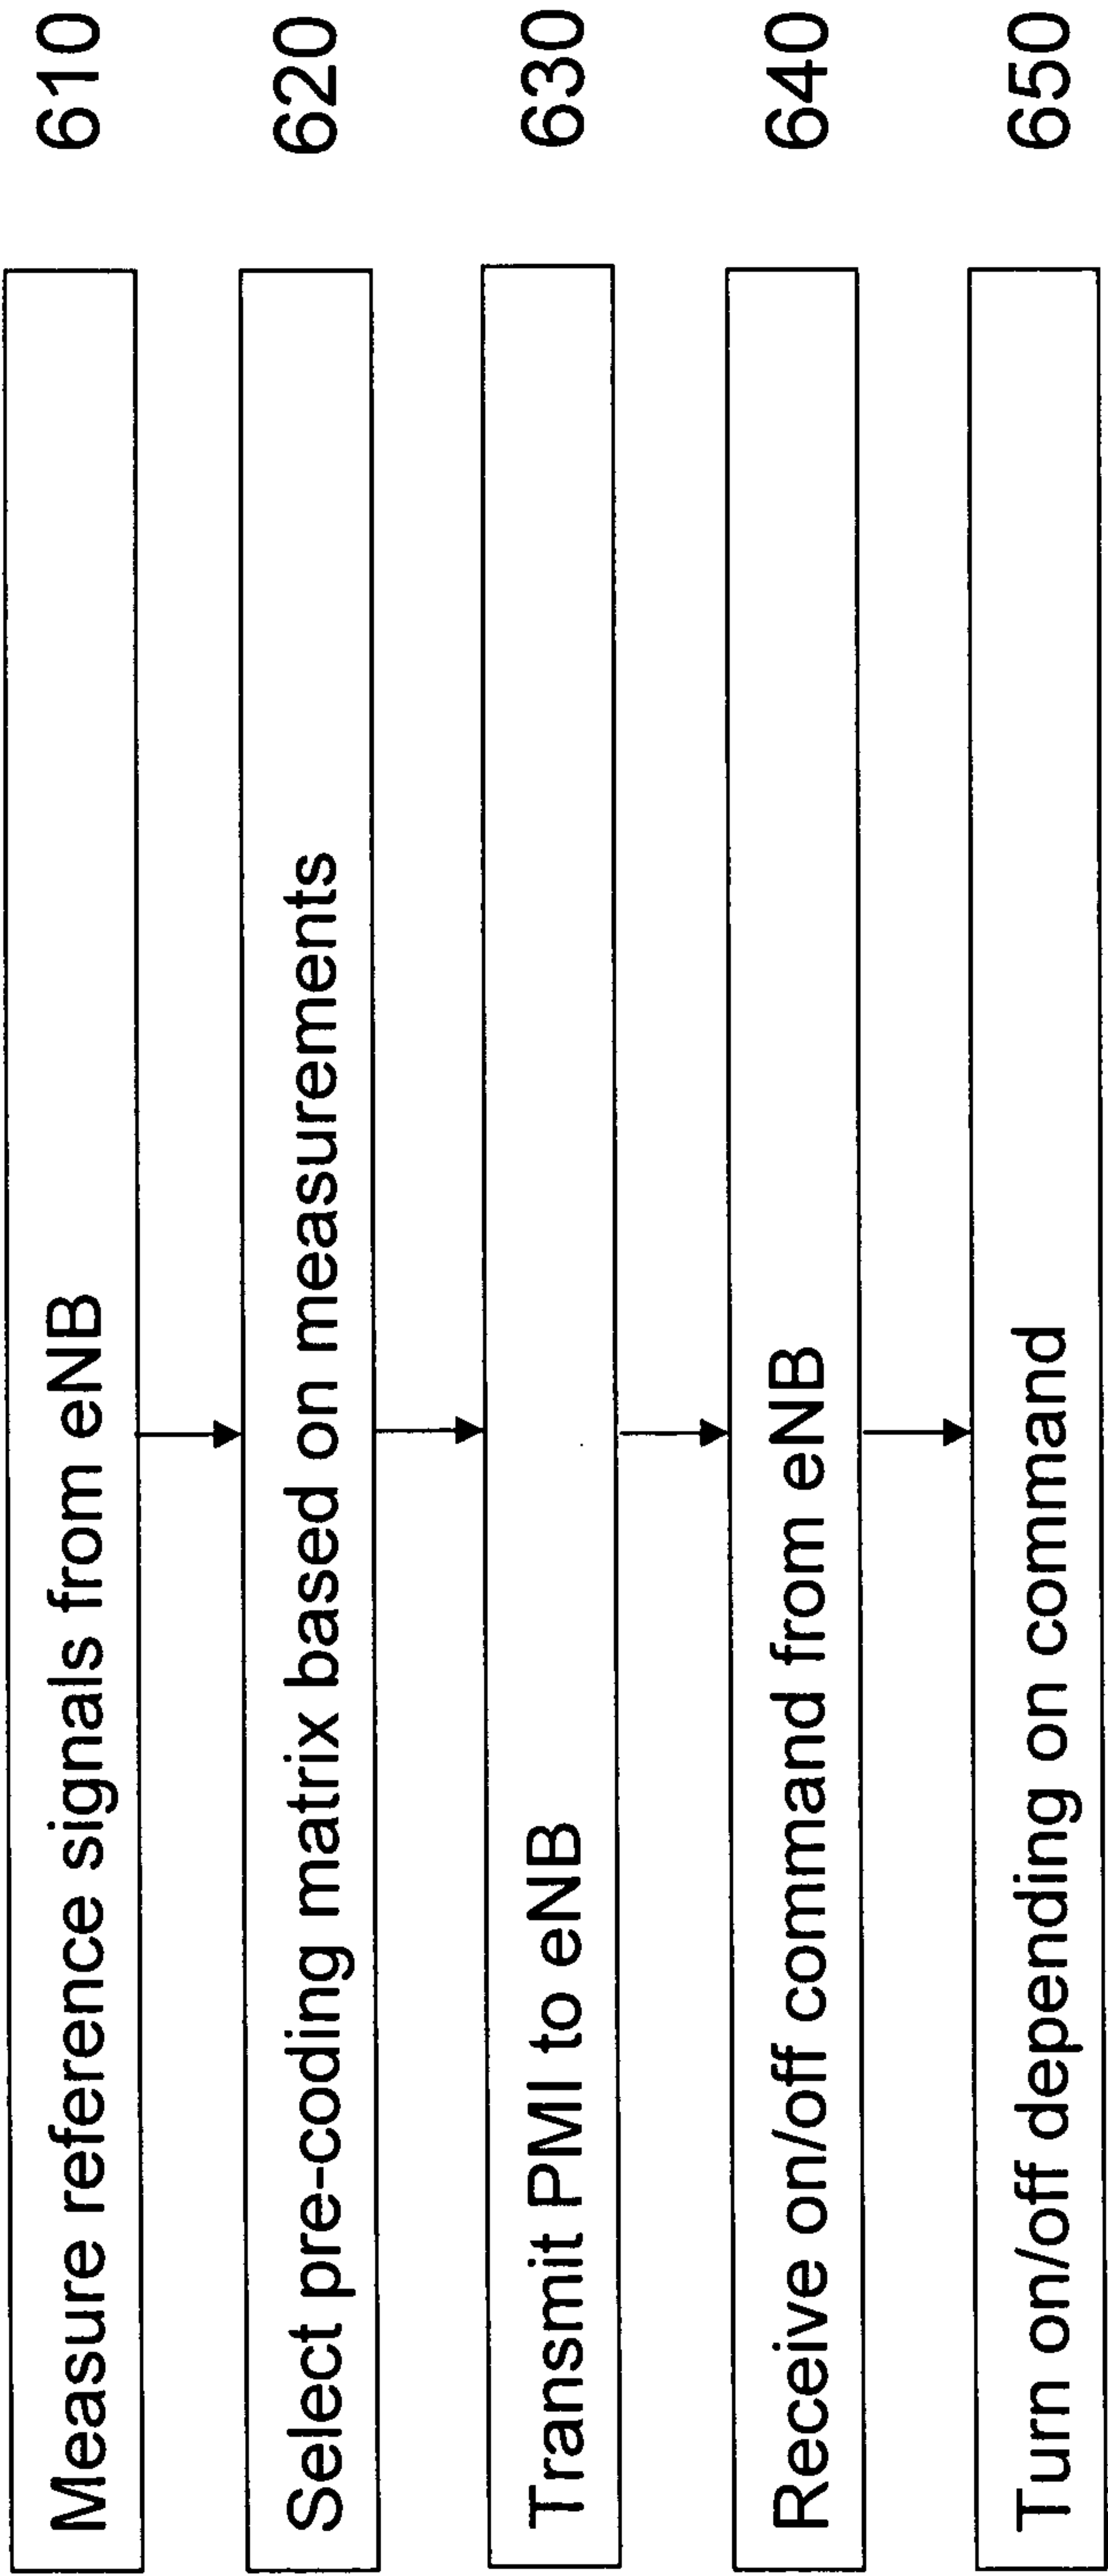 Measure reference signals from eNB 610
Select pre-coding matrix based on measurements 620
Transmit PMI to eNB 630
Receive on/off command from eNB 640
Turn on/off depending on command 650